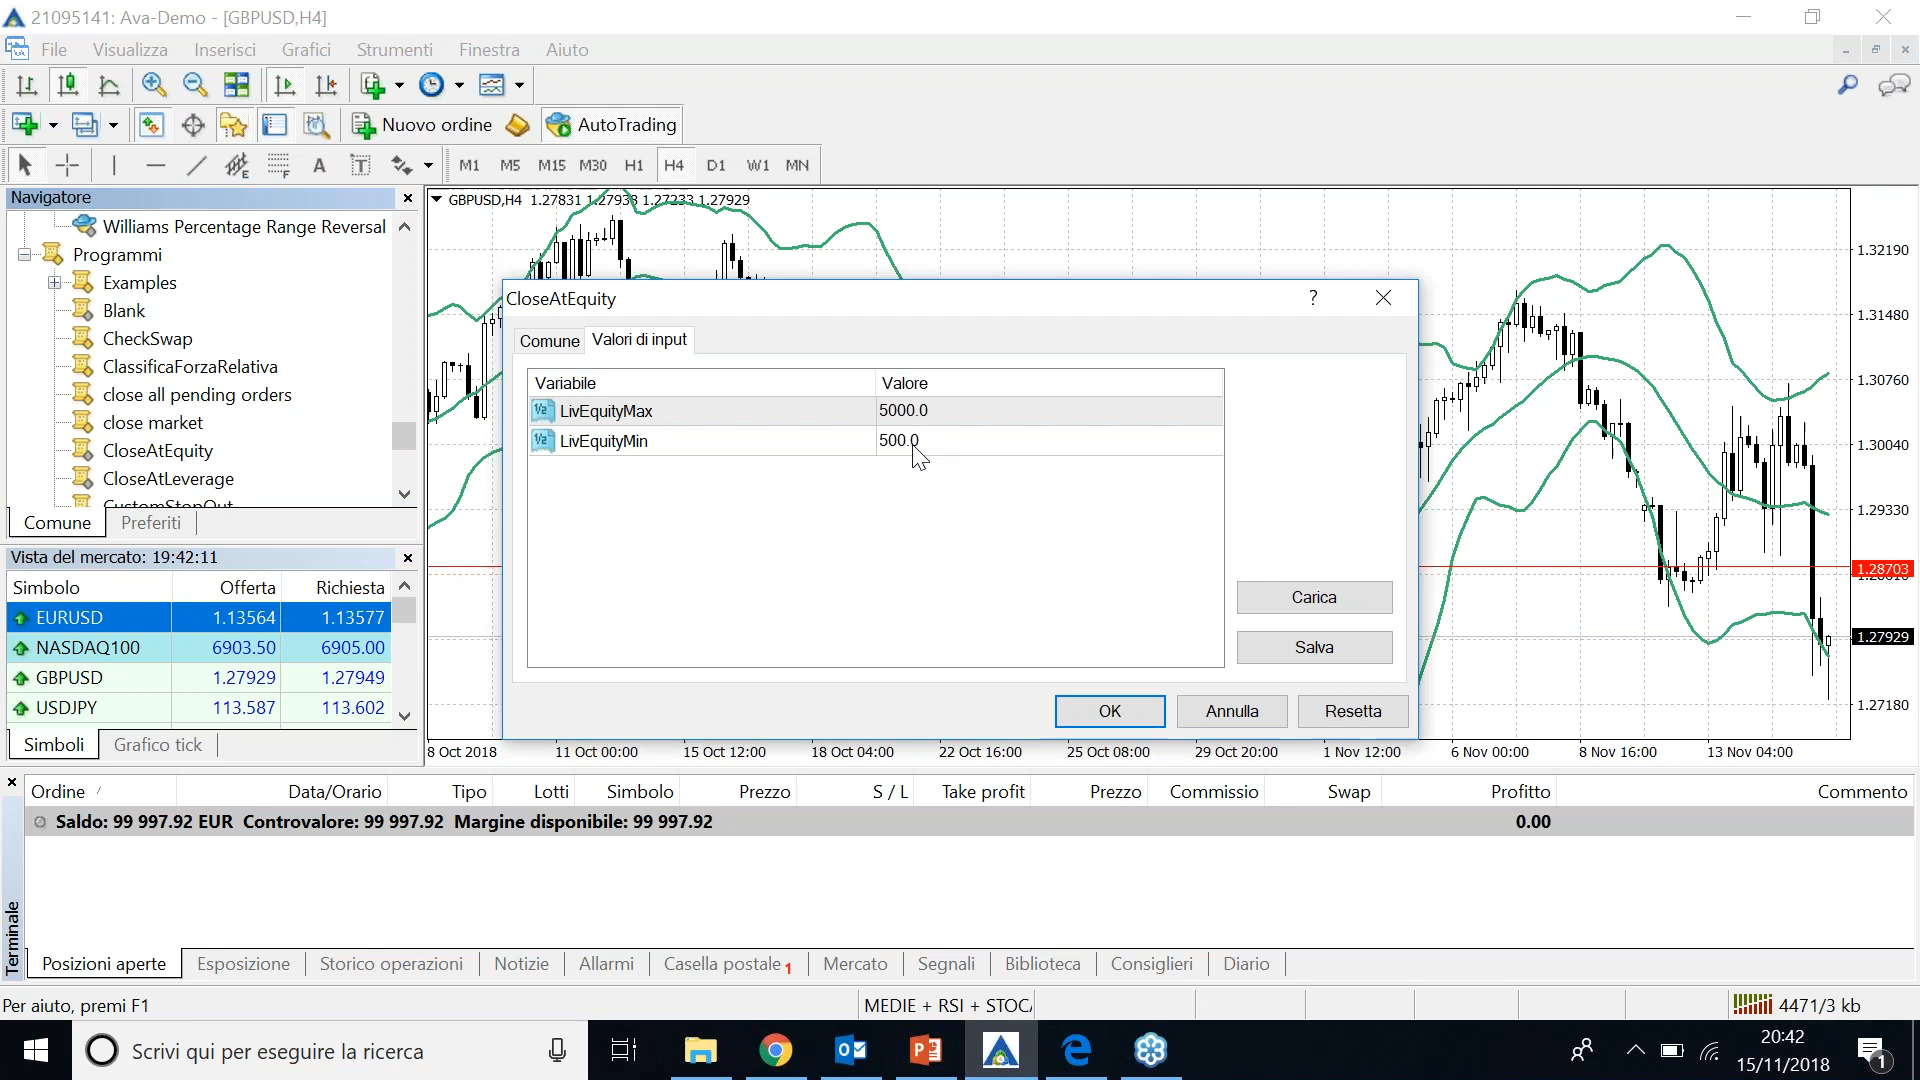 21095141: Ava-Demo - [GBPUSD,H4]
File Visualizza Inserisci Grafici Strumenti Finestra Aiuto
Nuovo ordine AutoTrading
A T M1 M5 M15 M30 H1 H4 D1 W1 MN
Navigatore
Williams Percentage Range Reversal
Programmi
Examples
Blank
CheckSwap
ClassificaForzaRelativa
close all pending orders
close market
CloseAtEquity
CloseAtLeverage
CustomStopOut
Comune Preferiti
Vista del mercato: 19:42:11
Simbolo Offerta Richiesta
EURUSD 1.13564 1.13577
NASDAQ100 6903.50 6905.00
GBPUSD 1.27929 1.27949
USDJPY 113.587 113.602
Simboli Grafico tick
GBPUSD,H4 1.27831 1.27938 1.27233 1.27929
CloseAtEquity ?
Comune Valori di input
Variabile Valore
LivEquityMax 5000.0
LivEquityMin 500.0
Carica
Salva
OK Annulla Resetta
1.32190
1.31480
1.30760
1.30040
1.29330
1.28703
1.27929
1.27180
8 Oct 2018 11 Oct 00:00 15 Oct 12:00 18 Oct 04:00 22 Oct 16:00 25 Oct 08:00 29 Oct 20:00 1 Nov 12:00 6 Nov 00:00 8 Nov 16:00 13 Nov 04:00
Ordine Data/Orario Tipo Lotti Simbolo Prezzo S / L Take profit Prezzo Commissio Swap Profitto Commento
Saldo: 99 997.92 EUR Controvalore: 99 997.92 Margine disponibile: 99 997.92 0.00
Terminale
Posizioni aperte Esposizione Storico operazioni Notizie Allarmi Casella postale 1 Mercato Segnali Biblioteca Consiglieri Diario
Per aiuto, premi F1 MEDIE + RSI + STOCA 4471/3 kb
Scrivi qui per eseguire la ricerca
20:42
15/11/2018
1